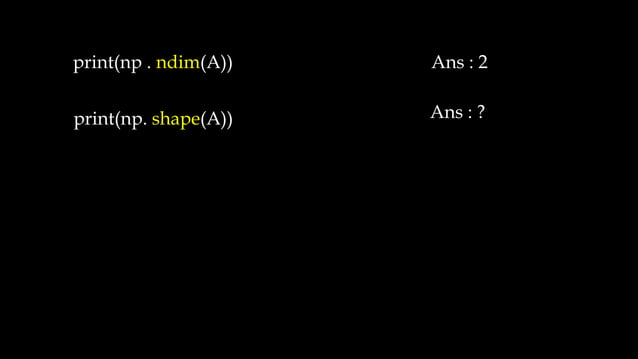 print(np . ndim(A)) Ans : 2
print(np. shape(A)) Ans : ?